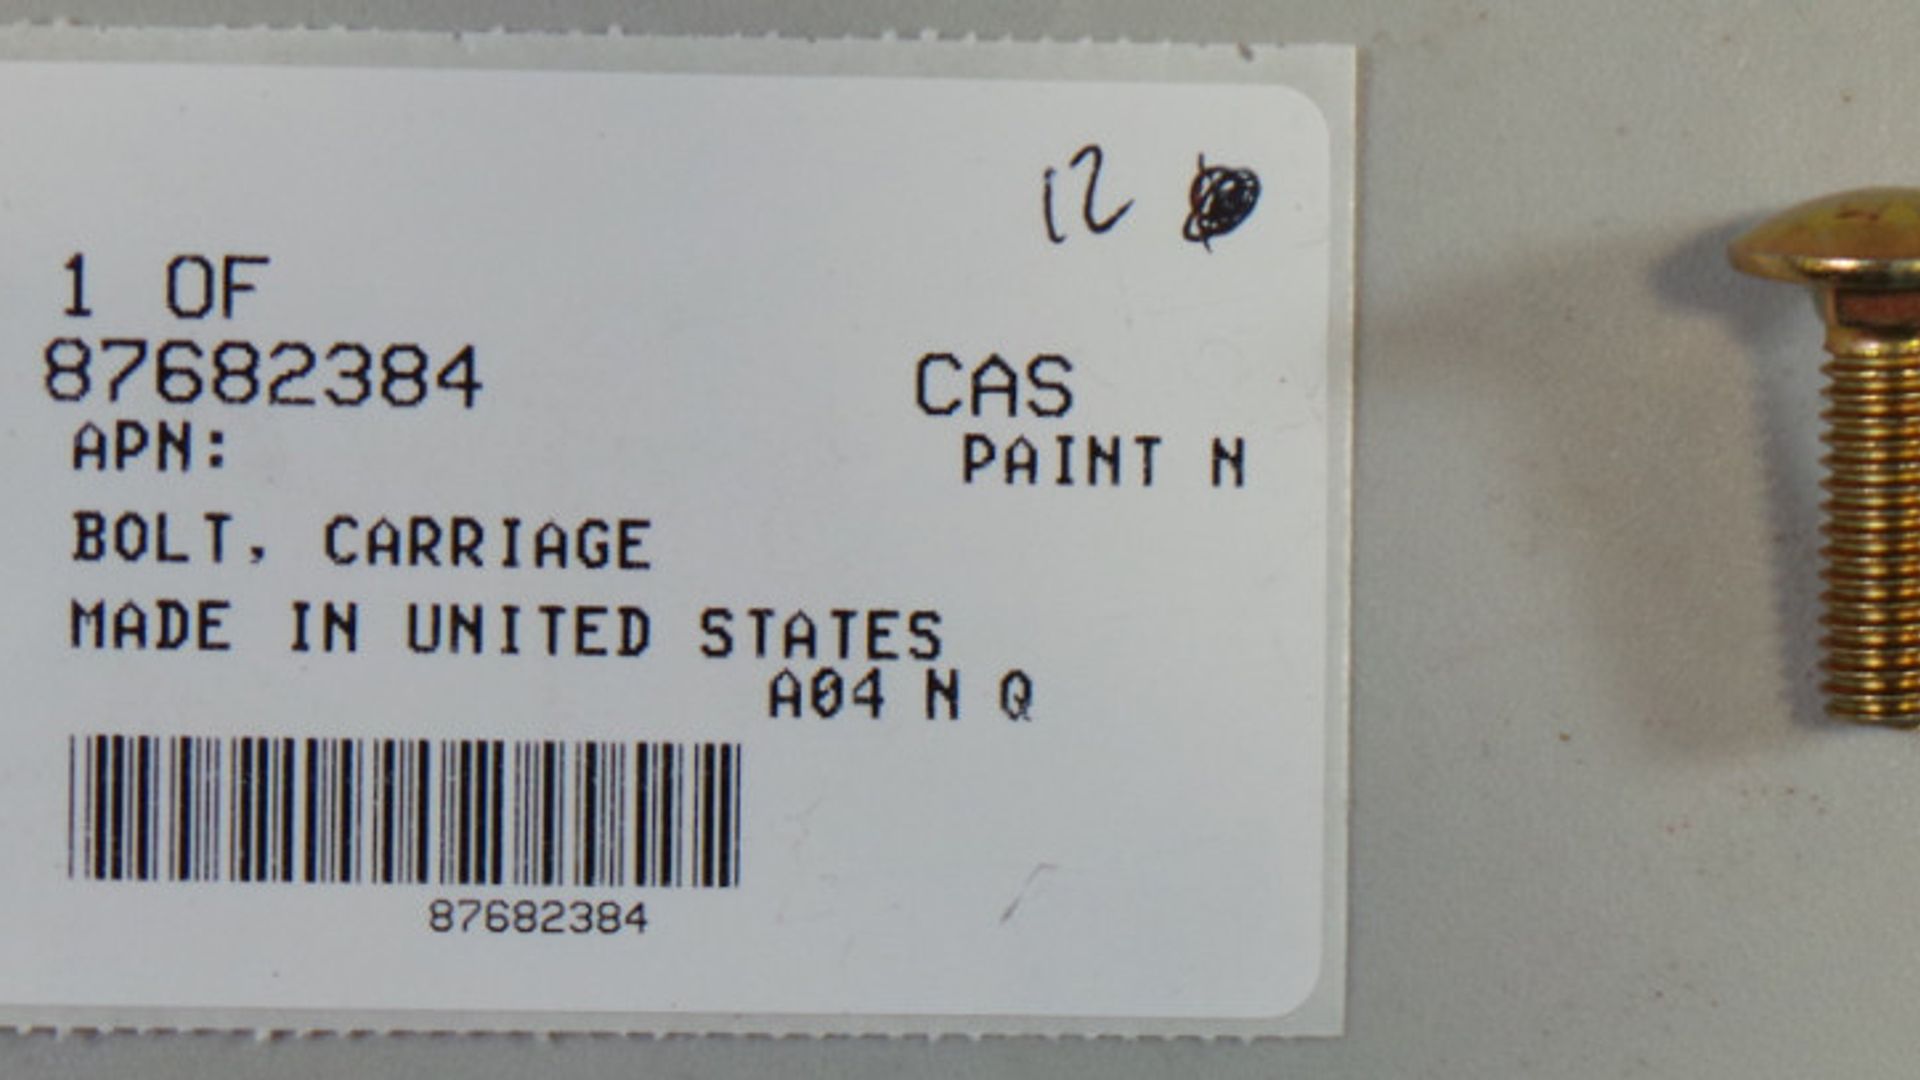 12
1 OF
87682384 CAS
APN: PAINT N
BOLT, CARRIAGE
MADE IN UNITED STATES
A04 N Q
87682384